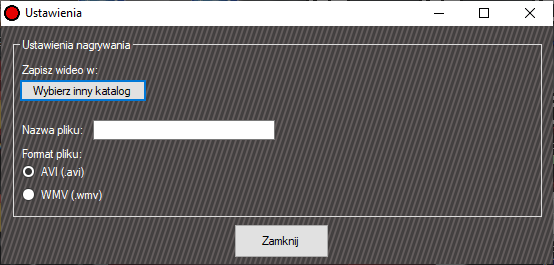 Ustawienia
Ustawienia nagrywania
Zapisz wideo w:
Wybierz inny katalog
Nazwa pliku:
Format pliku:
AVI (.avi)
WMV (.wmv)
Zamknij